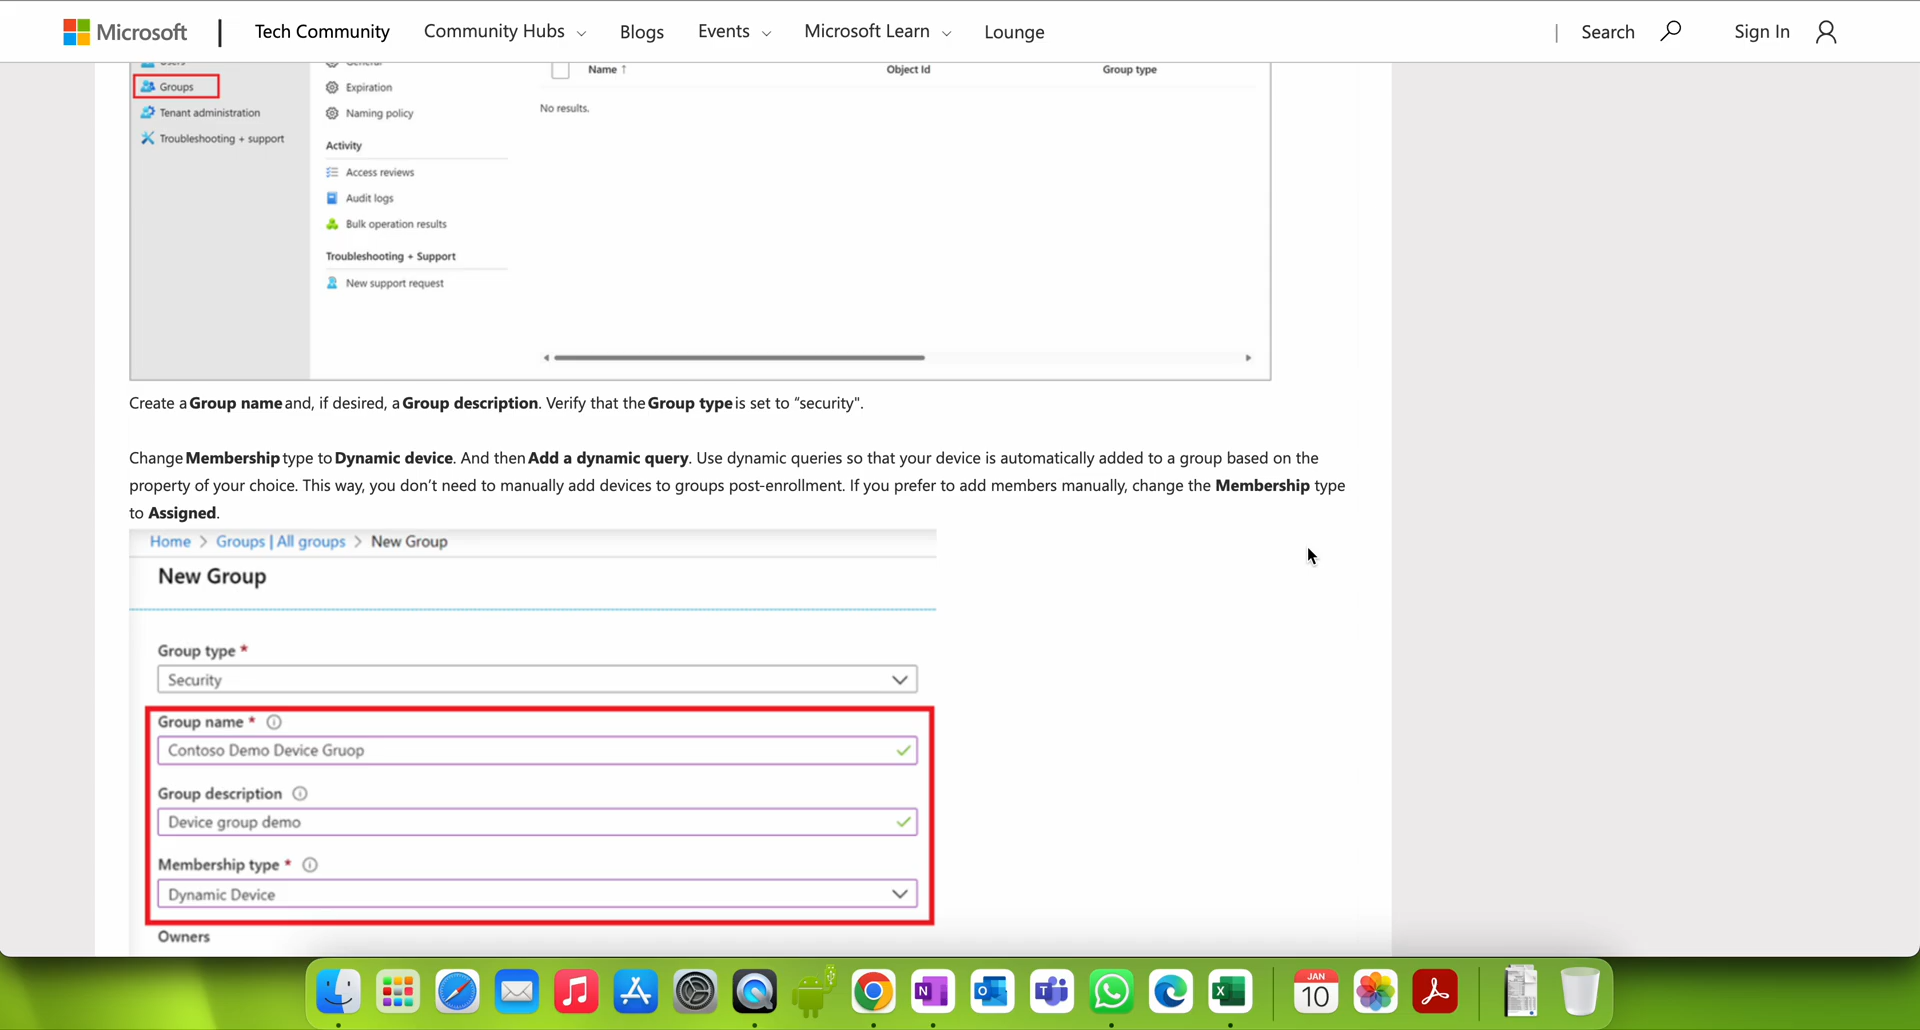 Microsoft | Tech Community Community Hubs Blogs Events Microsoft Learn Lounge | Search Sign In
Users General
Groups Expiration Name ↑ Object Id Group type
Tenant administration Naming policy No results.
Troubleshooting + support
Activity
Access reviews
Audit logs
Bulk operation results
Troubleshooting + Support
New support request
Create a Group name and, if desired, a Group description. Verify that the Group type is set to “security".
Change Membership type to Dynamic device. And then Add a dynamic query. Use dynamic queries so that your device is automatically added to a group based on the
property of your choice. This way, you don’t need to manually add devices to groups post-enrollment. If you prefer to add members manually, change the Membership type
to Assigned.
Home > Groups | All groups > New Group
New Group
Group type *
Security
Group name *
Contoso Demo Device Gruop
Group description
Device group demo
Membership type *
Dynamic Device
Owners
JAN
10